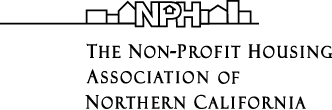 NPH
THE NON-PROFIT HOUSING
ASSOCIATION OF
NORTHERN CALIFORNIA